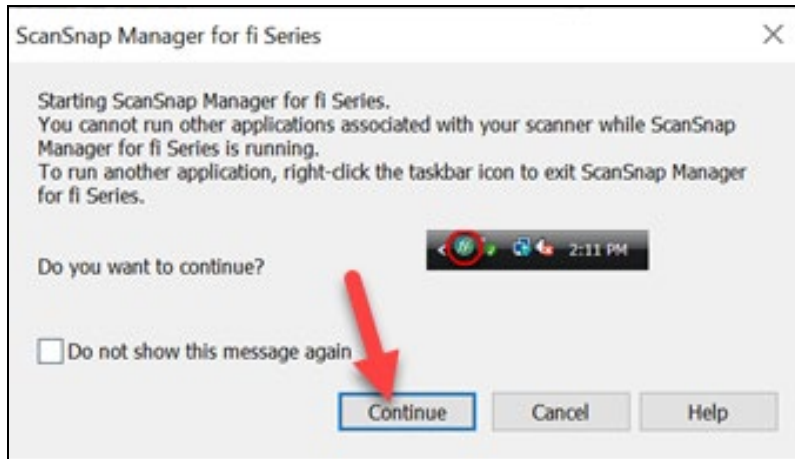 ScanSnap Manager for fi Series
Starting ScanSnap Manager for fi Series.
You cannot run other applications associated with your scanner while ScanSnap
Manager for fi Series is running.
To run another application, right-click the taskbar icon to exit ScanSnap Manager
for fi Series.
fi 2:11 PM
Do you want to continue?
Do not show this message again
Continue Cancel Help